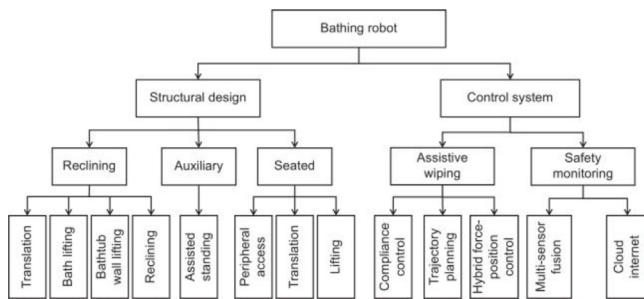 Bathing robot
Structural design
Control system
Reclining
Auxiliary
Seated
Assistive
wiping
Safety
monitoring
Translation
Bath lifting
Bathtub
wall lifting
Reclining
Assisted
standing
Peripheral
access
Translation
Lifting
Compliance
control
Trajectory
planning
Hybrid force-
position control
Multi-sensor
fusion
Cloud
internet